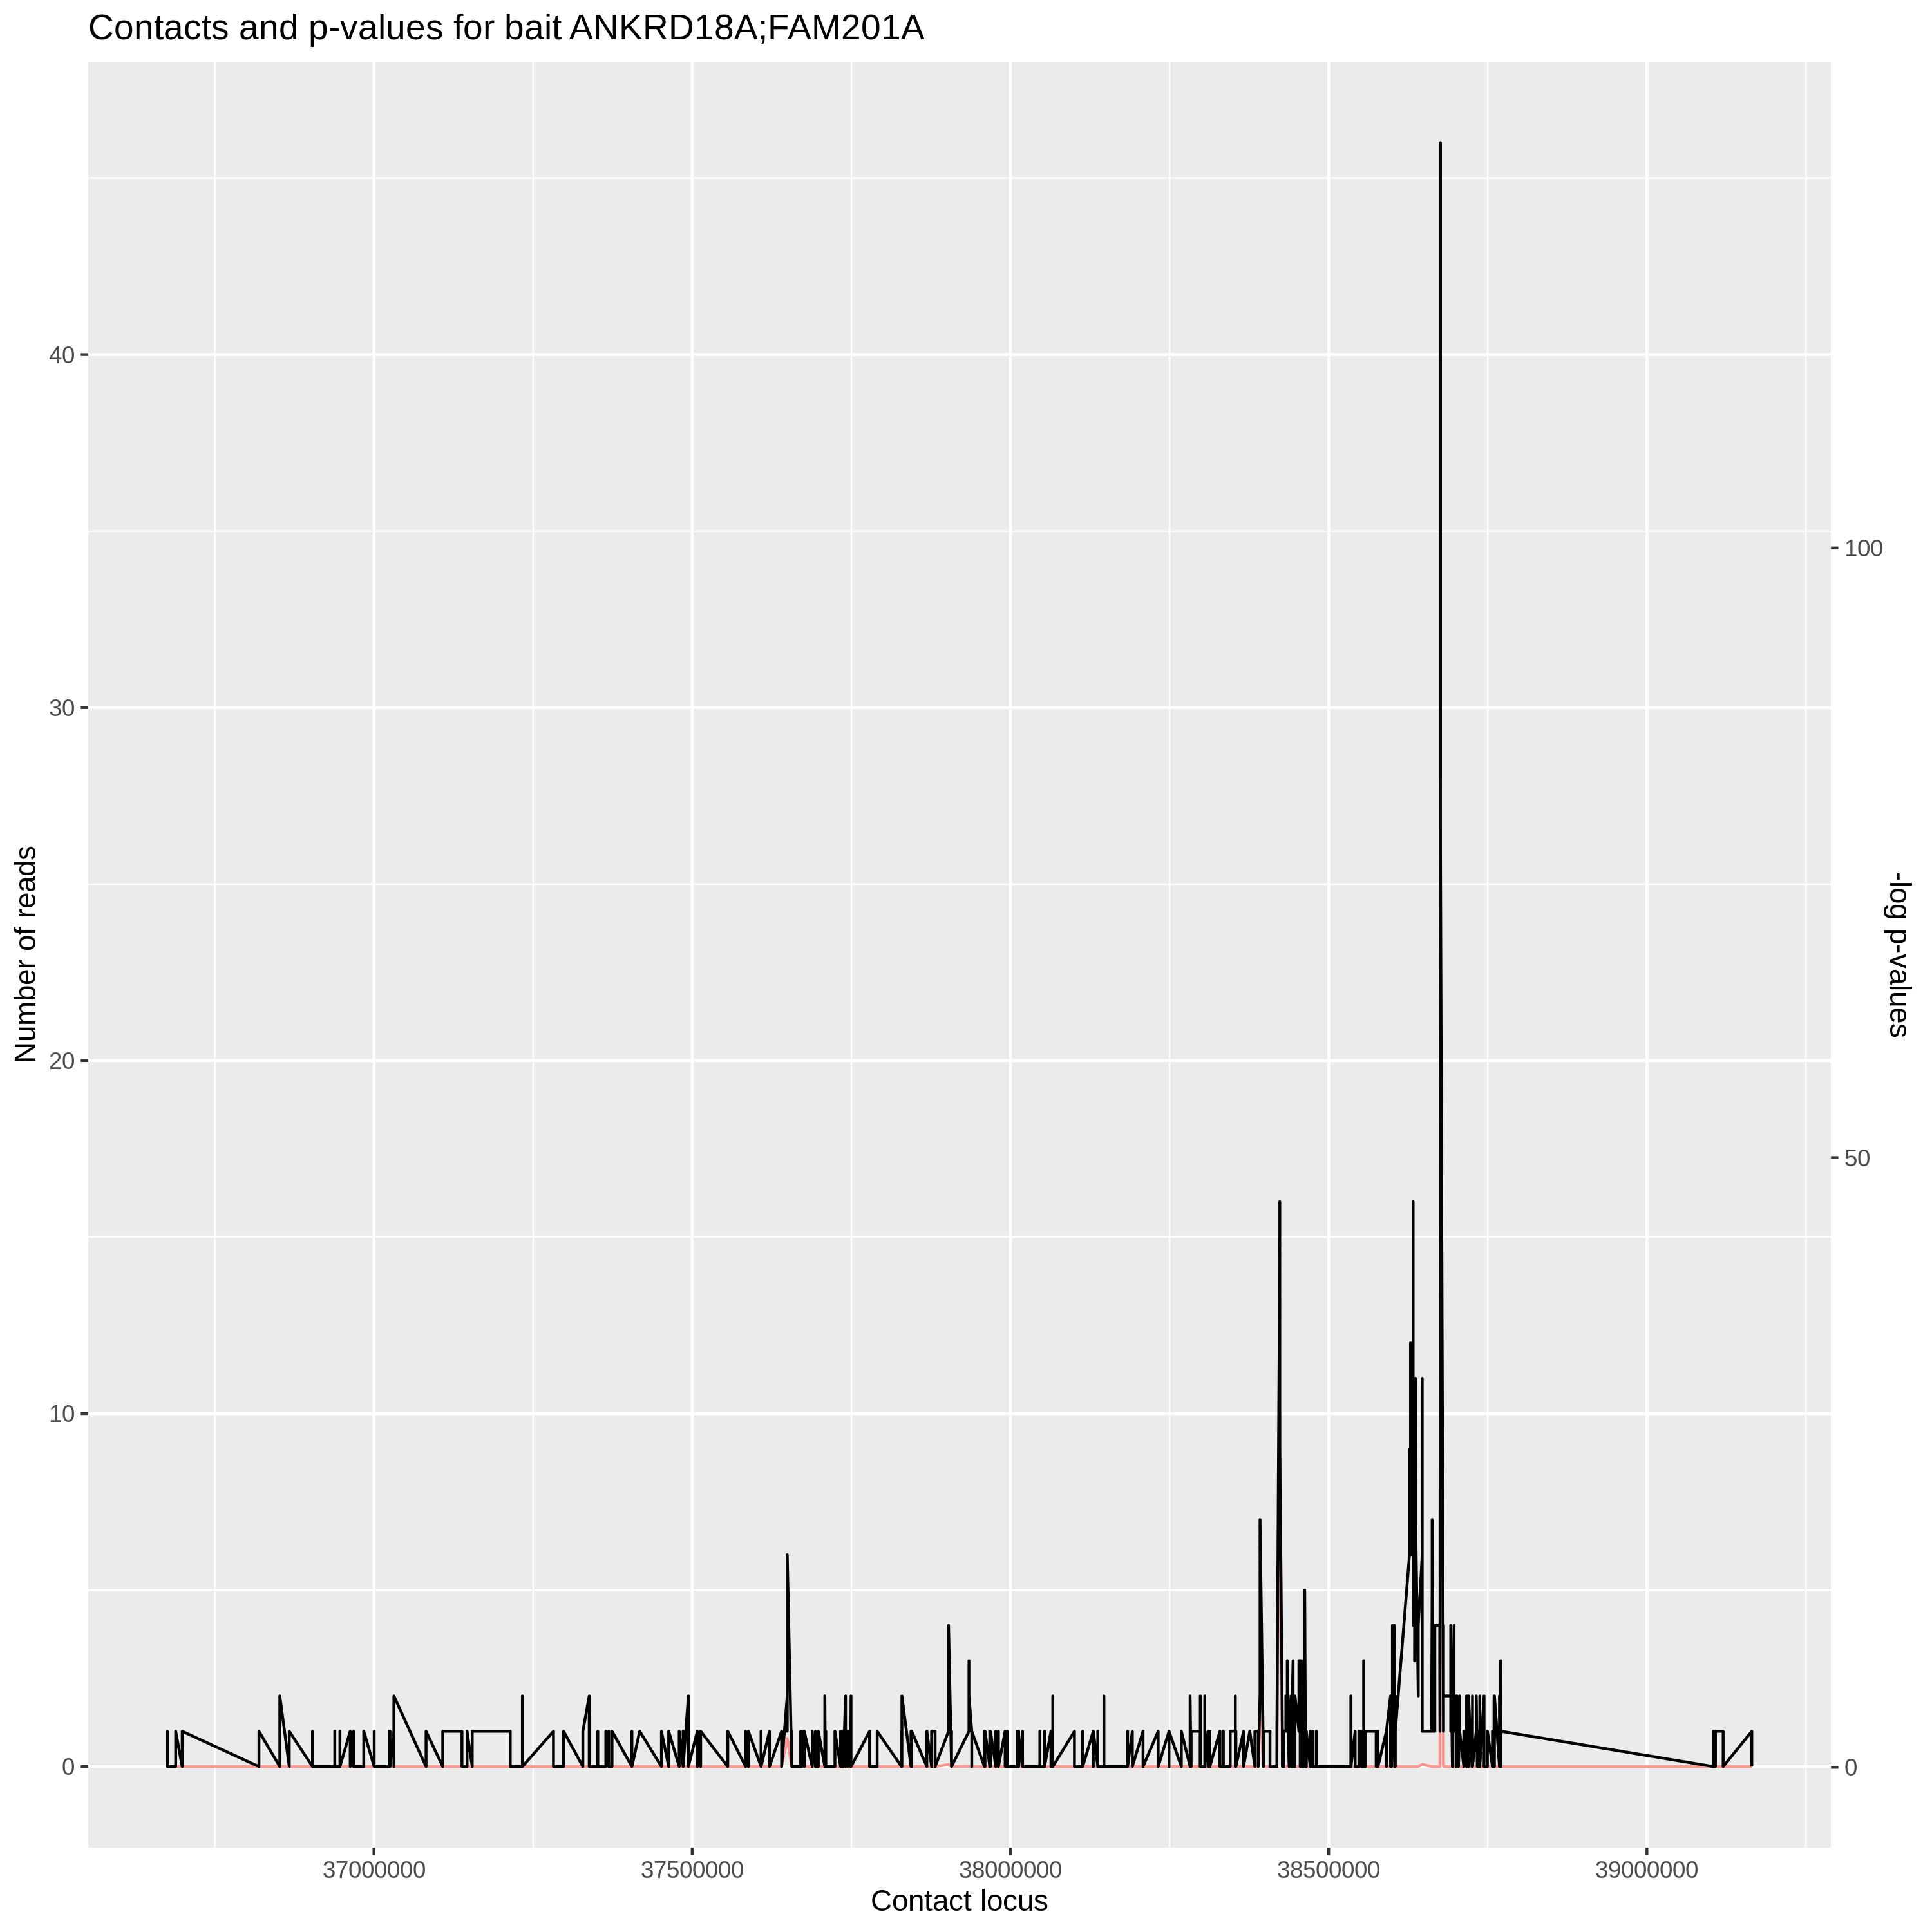 Contacts and p-values for bait ANKRD18A;FAM201A
40
30
20
10
0
Number of reads
100
50
0
-log p-values
37000000 37500000 38000000 38500000 39000000
Contact locus